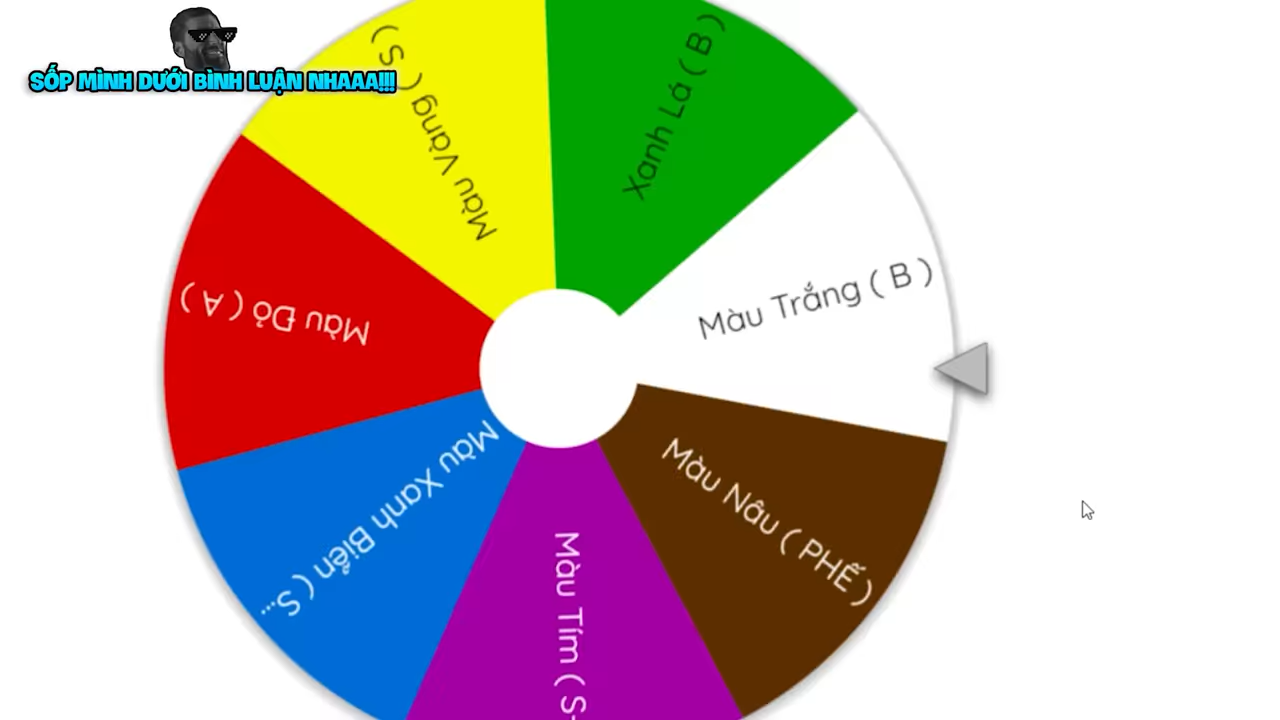 SỐP MÌNH DƯỚI BÌNH LUẬN NHAAA!!!
Màu Vàng ( S )
Xanh Lá ( B )
Màu Trắng ( B )
Màu Đỏ ( A )
Màu Xanh Biển ( S...
Màu Nâu ( PHẾ )
Màu Tím ( S-